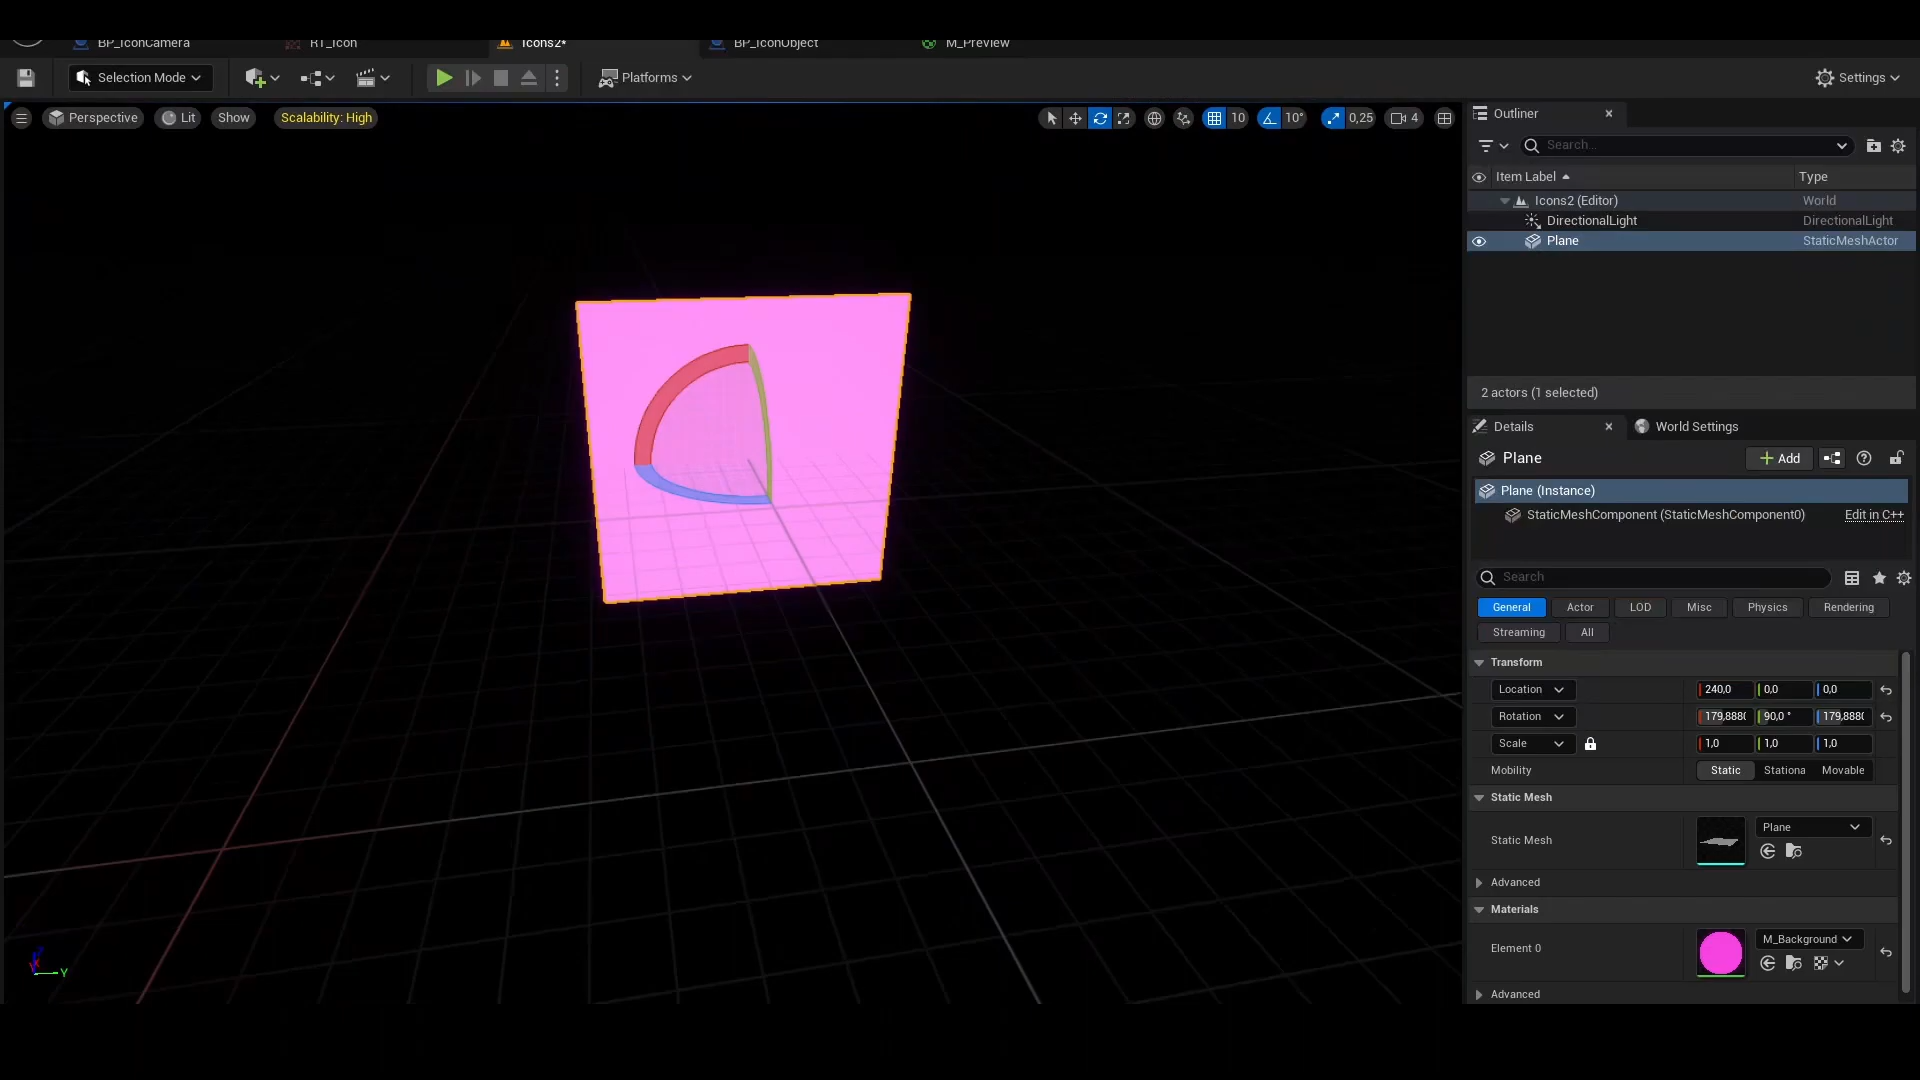 BP_IconCamera
RT_Icon
Icons2*
BP_IconObject
M_Preview
Selection Mode
Platforms
Settings
Perspective
Lit
Show
Scalability: High
10
10°
0,25
4
Outliner
Search...
Item Label
Type
Icons2 (Editor)
World
DirectionalLight
DirectionalLight
Plane
StaticMeshActor
2 actors (1 selected)
Details
World Settings
Plane
Add
Plane (Instance)
StaticMeshComponent (StaticMeshComponent0)
Edit in C++
Search
General
Actor
LOD
Misc
Physics
Rendering
Streaming
All
Transform
Location
240,0
0,0
0,0
Rotation
179,888
90,0 °
179,888
Scale
1,0
1,0
1,0
Mobility
Static
Stationa
Movable
Static Mesh
Static Mesh
Plane
Advanced
Materials
Element 0
M_Background
Advanced
Y